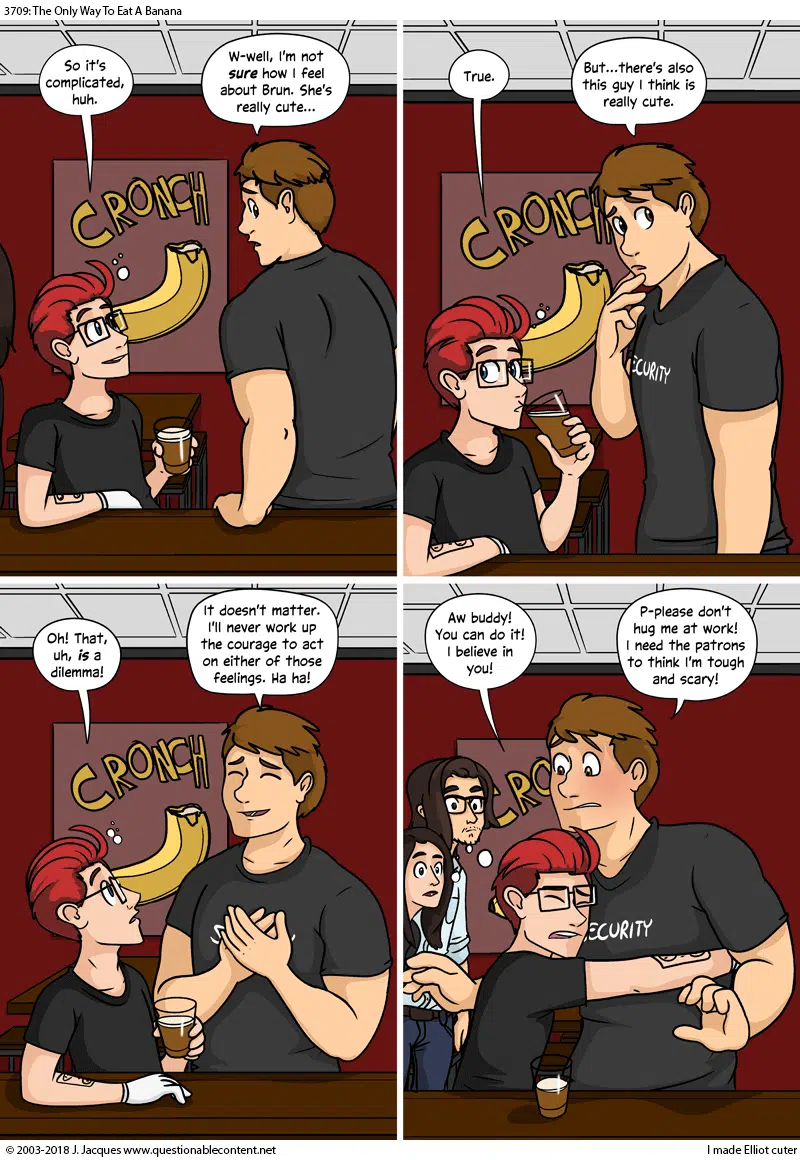 3709: The Only Way To Eat A Banana
So it's
complicated,
huh.
W-well, I'm not
sure how I feel
about Brun. She's
really cute...
CRONCH
True.
But...there's also
this guy I think is
really cute.
CRONCH
ECURITY
Oh! That,
uh, is a
dilemma!
It doesn't matter.
I'll never work up
the courage to act
on either of those
feelings. Ha ha!
CRONCH
Aw buddy!
You can do it!
I believe in
you!
P-please don't
hug me at work!
I need the patrons
to think I'm tough
and scary!
CRO
ECURITY
© 2003-2018 J. Jacques www.questionablecontent.net
I made Elliot cuter